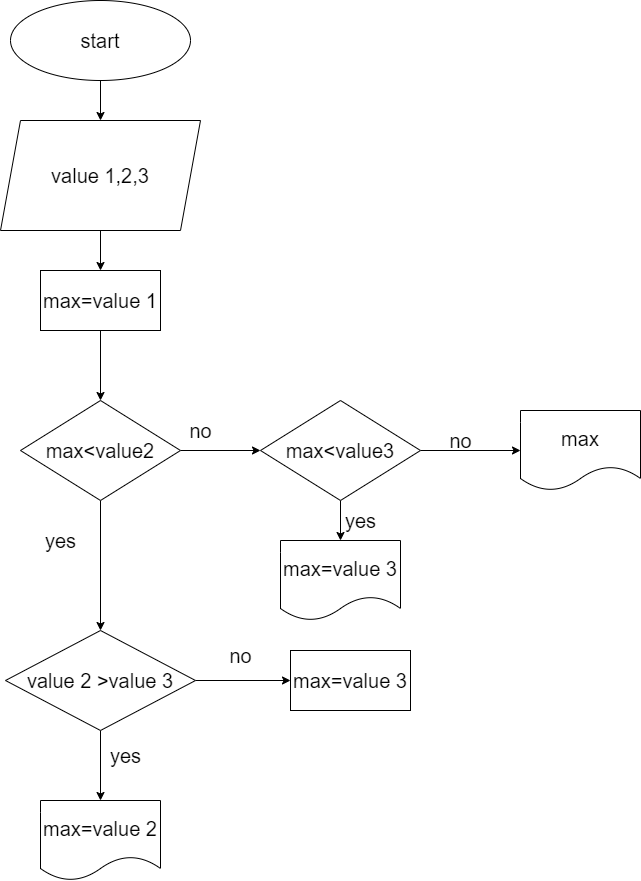 start
value 1,2,3
max=value 1
max<value2
no
max<value3
no
max
yes
max=value 3
yes
value 2 >value 3
no
max=value 3
yes
max=value 2